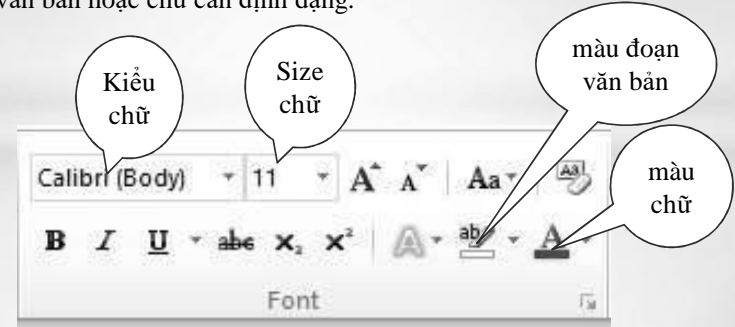 văn bản hoặc chữ cần định dạng.
Kiểu
chữ
Size
chữ
màu đoạn
văn bản
màu
chữ
Calibri (Body) 11 A A Aa Aa
B I U abc x₂ x² A ab A
Font